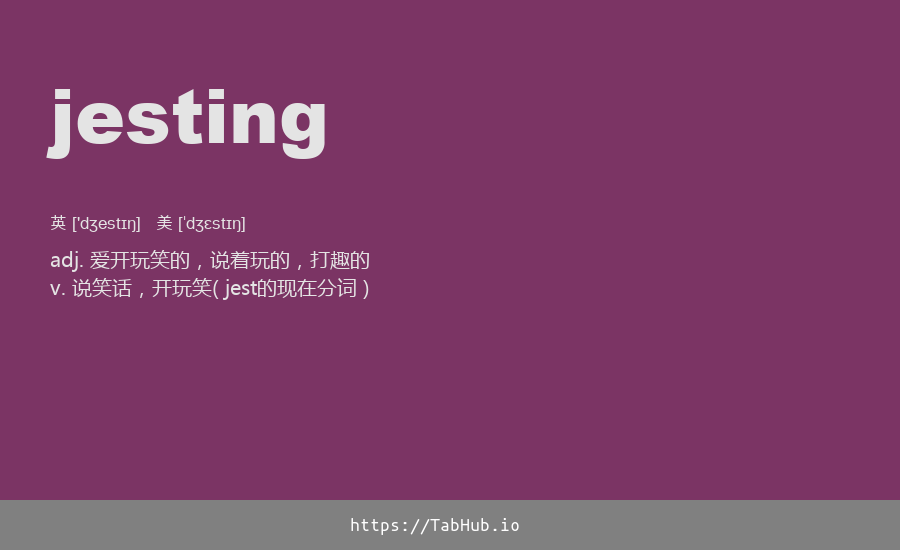 jesting
英 ['dʒestɪŋ] 美 [ˈdʒɛstɪŋ]
adj. 爱开玩笑的，说着玩的，打趣的
v. 说笑话，开玩笑( jest的现在分词 )
https://TabHub.io